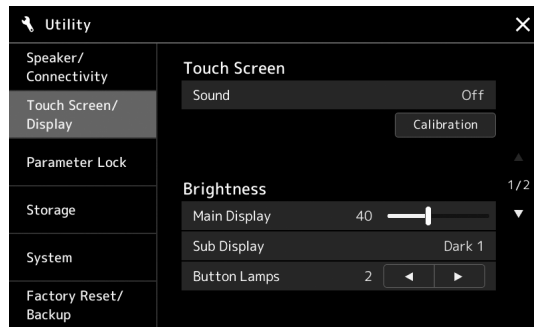 Utility
Speaker/
Connectivity
Touch Screen/
Display
Parameter Lock
Storage
System
Factory Reset/
Backup
Touch Screen
Sound Off
Calibration
Brightness
Main Display 40
Sub Display Dark 1
Button Lamps 2
1/2